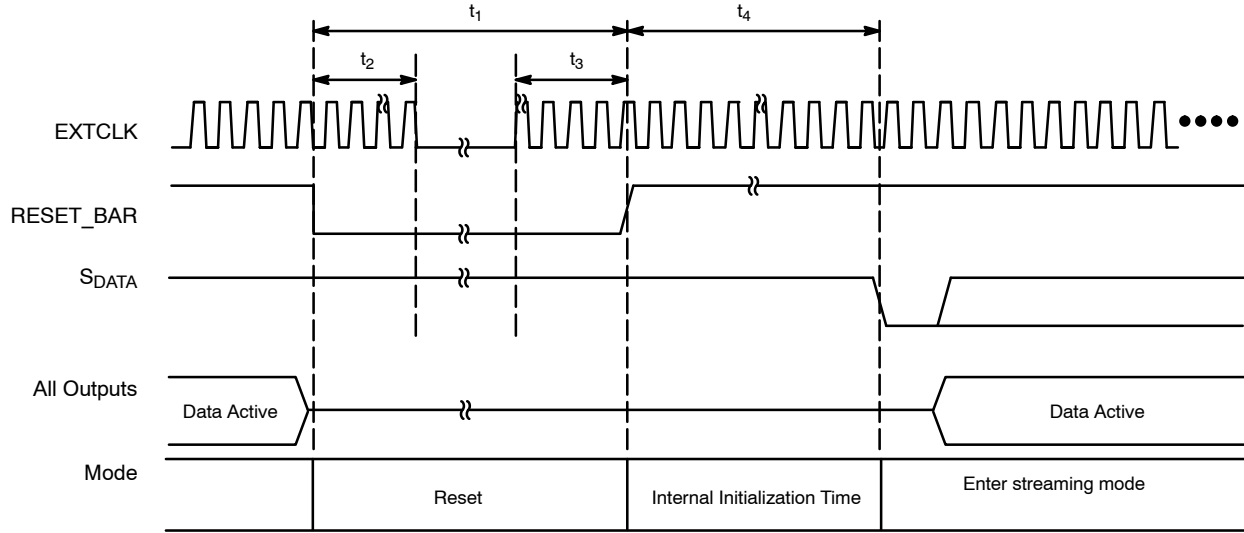 t1
t4
t2
t3
EXTCLK
RESET_BAR
SDATA
All Outputs
Data Active
Data Active
Mode
Reset
Internal Initialization Time
Enter streaming mode